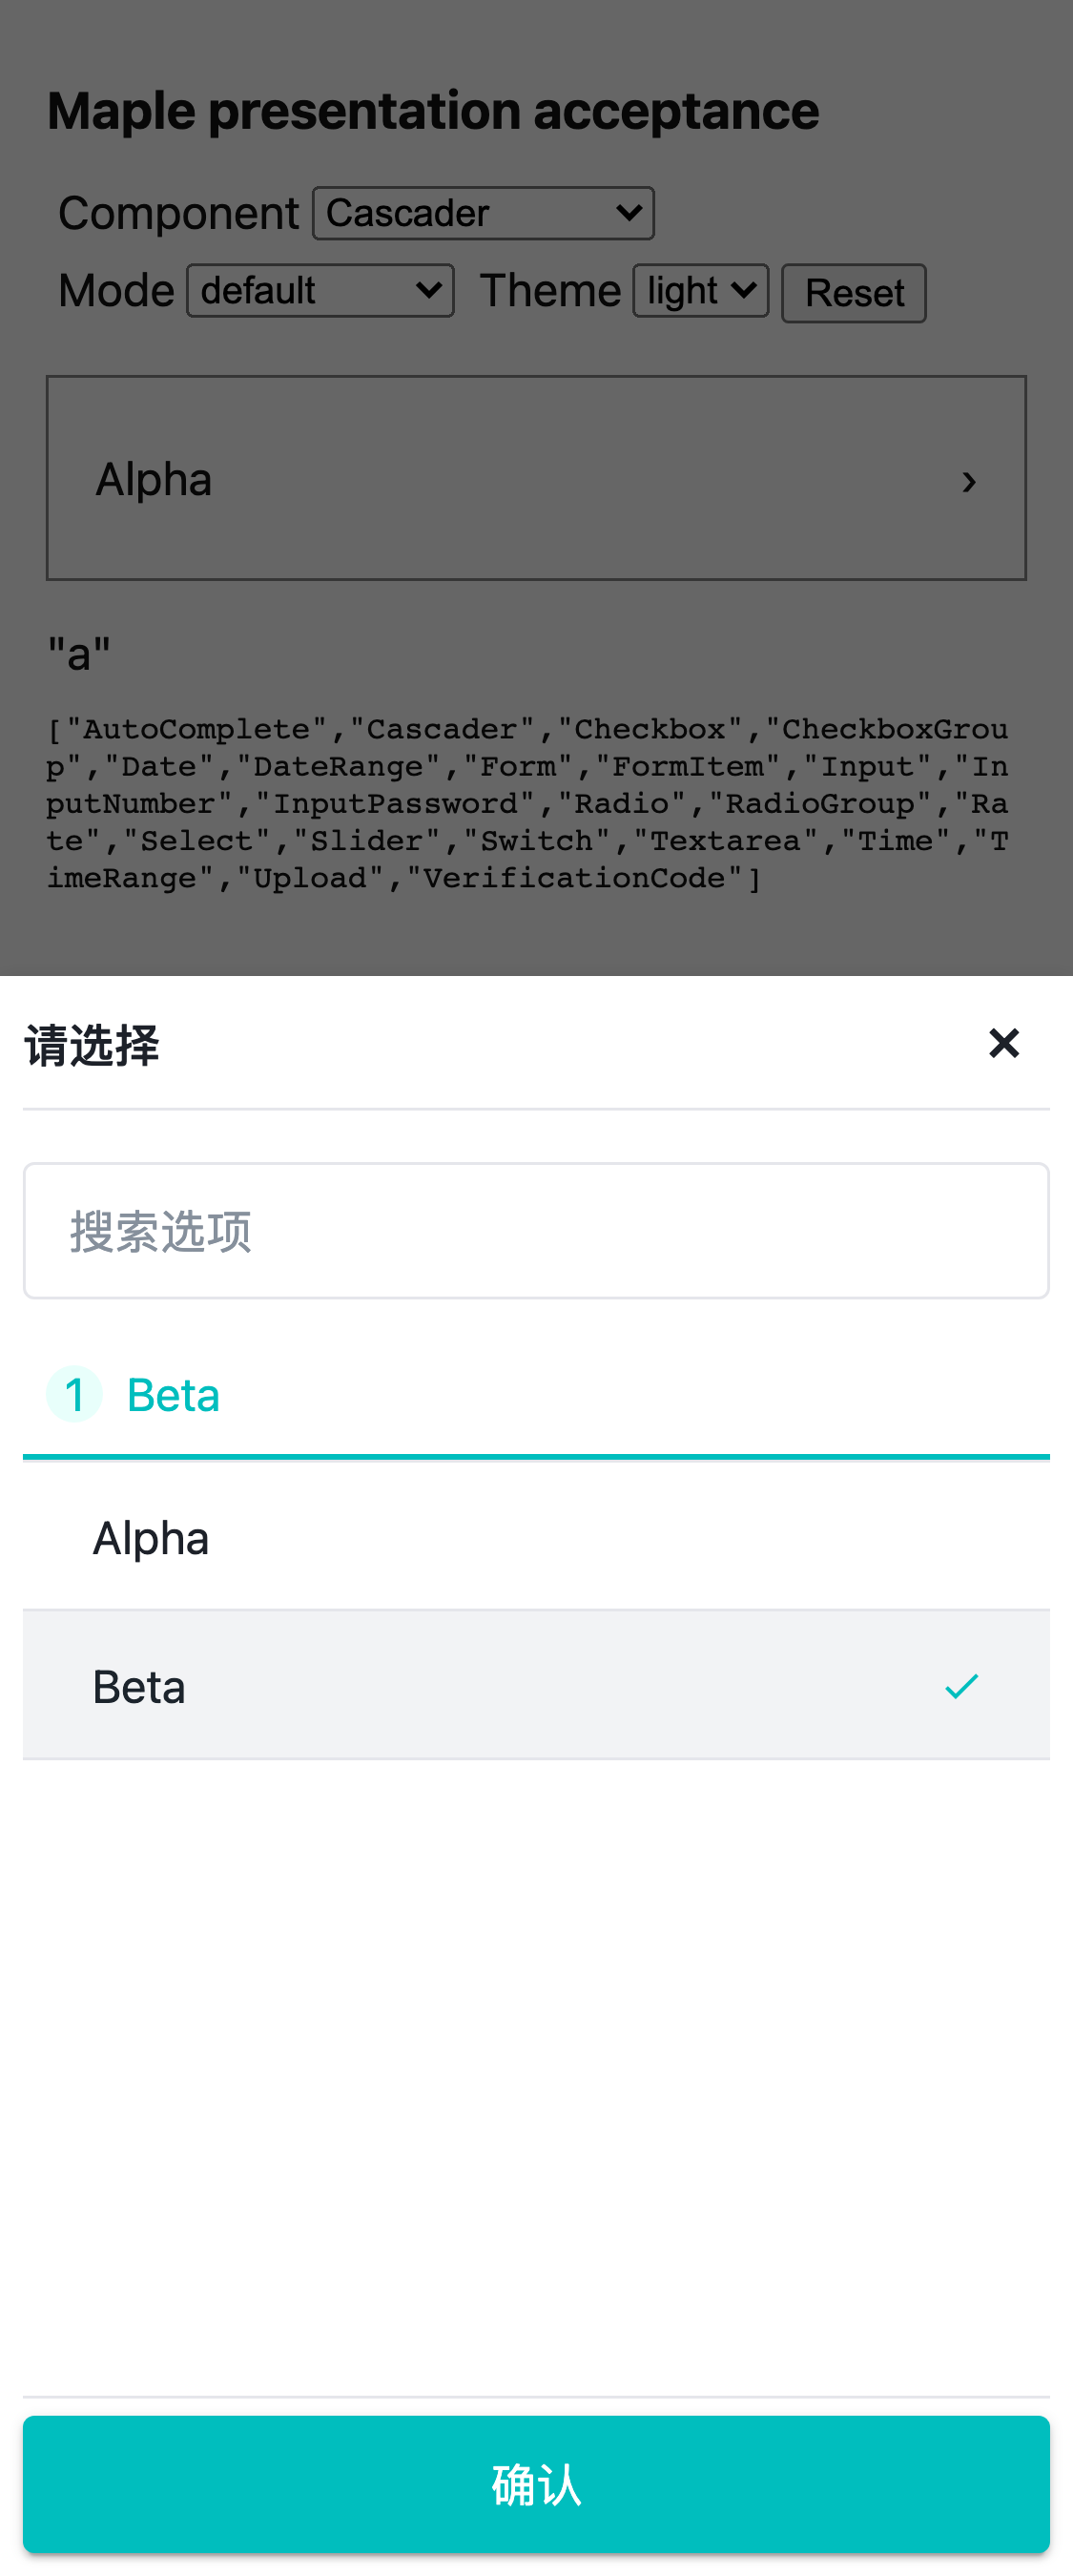 Maple presentation acceptance
Component Cascader
Mode default Theme light Reset
Alpha ›
"a"
["AutoComplete","Cascader","Checkbox","CheckboxGrou
p","Date","DateRange","Form","FormItem","Input","In
putNumber","InputPassword","Radio","RadioGroup","Ra
te","Select","Slider","Switch","Textarea","Time","T
imeRange","Upload","VerificationCode"]
请选择
搜索选项
1 Beta
Alpha
Beta
确认